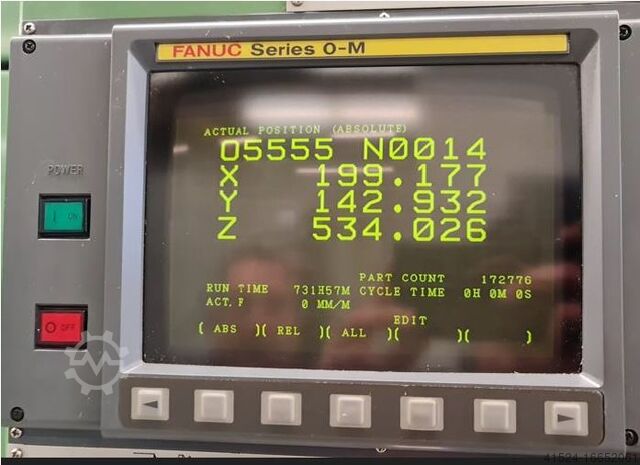 FANUC Series 0-M
ACTUAL POSITION (ABSOLUTE)
O5555 N0014
X 199.177
Y 142.932
Z 534.026
PART COUNT 172776
RUN TIME 731H57M CYCLE TIME 0H 0M 0S
ACT.F 0 MM/M
EDIT
( ABS )( REL )( ALL )( )( )
POWER
I ON
O OFF